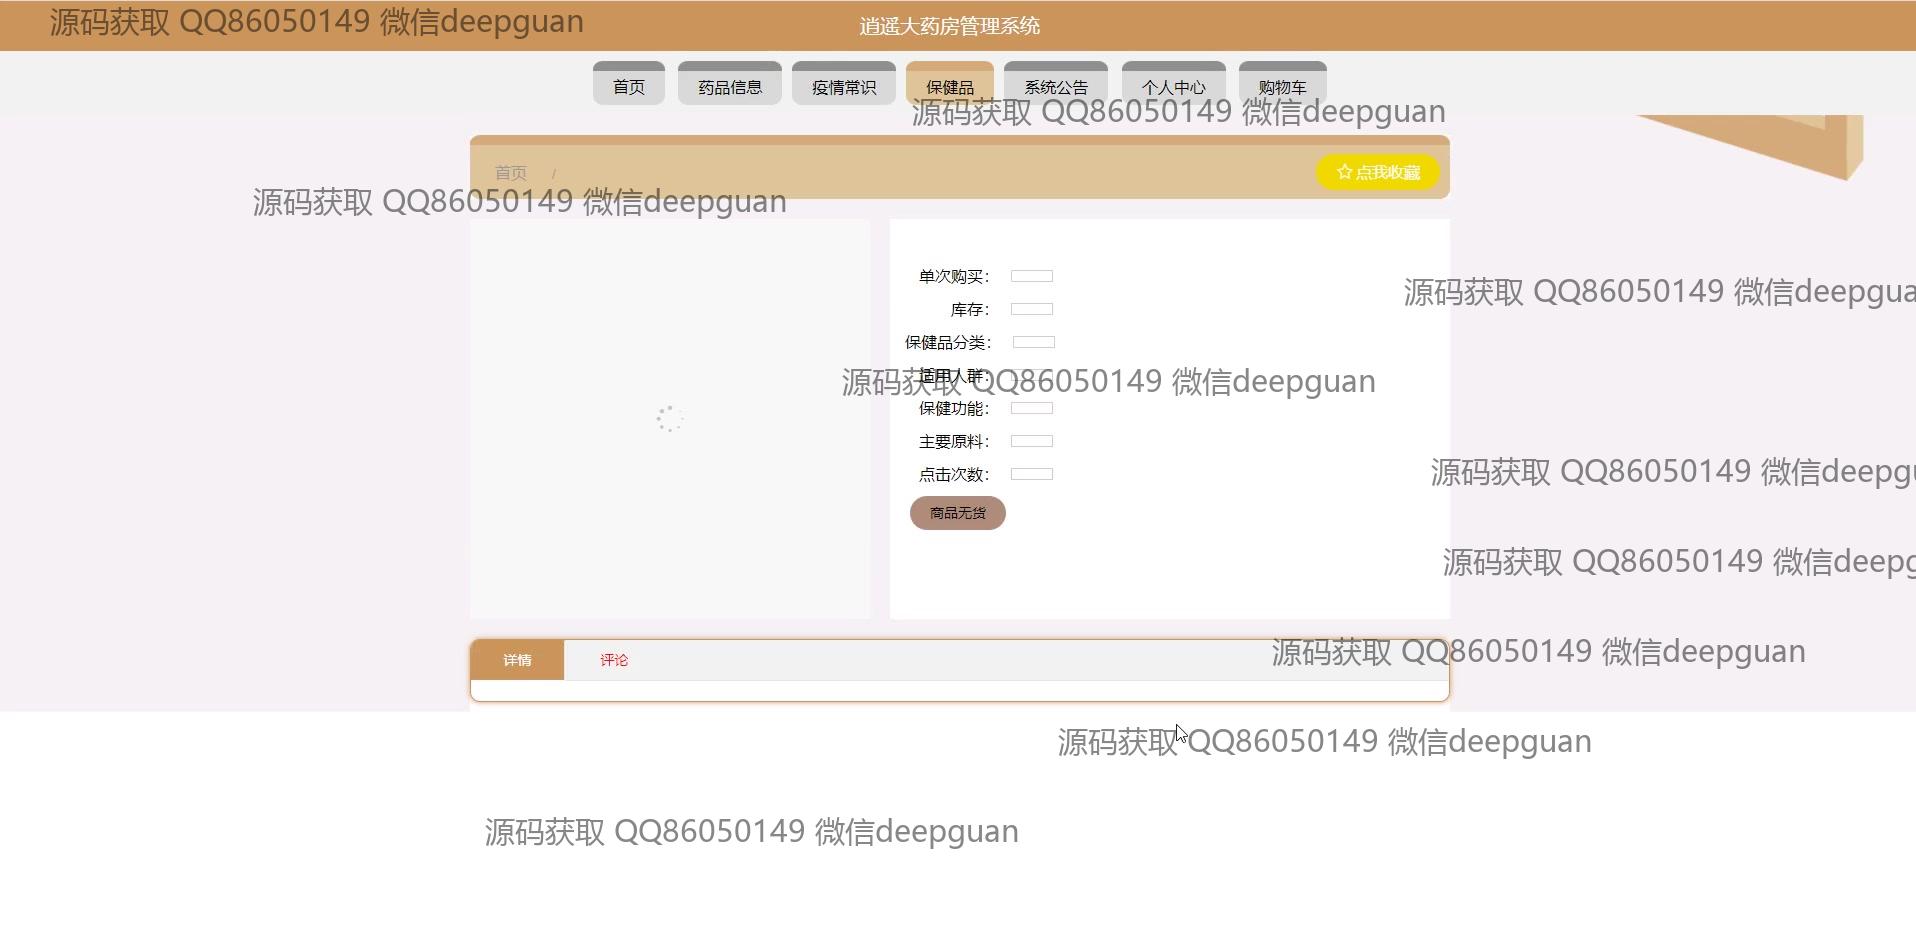 源码获取 QQ86050149 微信deepguan
逍遥大药房管理系统
首页 药品信息 疫情常识 保健品 系统公告 个人中心 购物车
源码获取 QQ86050149 微信deepguan
首页 / 点我收藏
源码获取 QQ86050149 微信deepguan
单次购买：
源码获取 QQ86050149 微信deepgua
库存：
保健品分类：
适用人群：
源码获取 QQ86050149 微信deepguan
保健功能：
主要原料：
点击次数：
源码获取 QQ86050149 微信deepgu
商品无货
源码获取 QQ86050149 微信deepg
源码获取 QQ86050149 微信deepguan
详情 评论
源码获取 QQ86050149 微信deepguan
源码获取 QQ86050149 微信deepguan